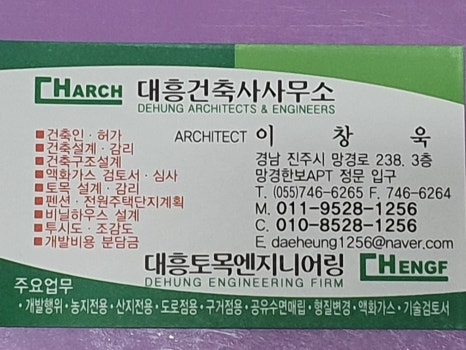 CHARCH 대흥건축사사무소
DEHUNG ARCHITECTS & ENGINEERS
■건축인·허가
■건축설계·감리
■건축구조설계
■액화가스 검토서·심사
■토목 설계·감리
■펜션·전원주택단지계획
■비닐하우스 설계
■투시도·조감도
■개발비용 분담금
ARCHITECT 이 창 욱
경남 진주시 망경로 238, 3층
망경한보APT 정문 입구
T. (055)746-6265 F. 746-6264
M. 011-9528-1256
C. 010-8528-1256
E. daeheung1256@naver.com
대흥토목엔지니어링 CHENGF
DEHUNG ENGINEERING FIRM
주요업무
·개발행위·농지전용·산지전용·도로점용·구거점용·공유수면매립·형질변경·액화가스·기술검토서